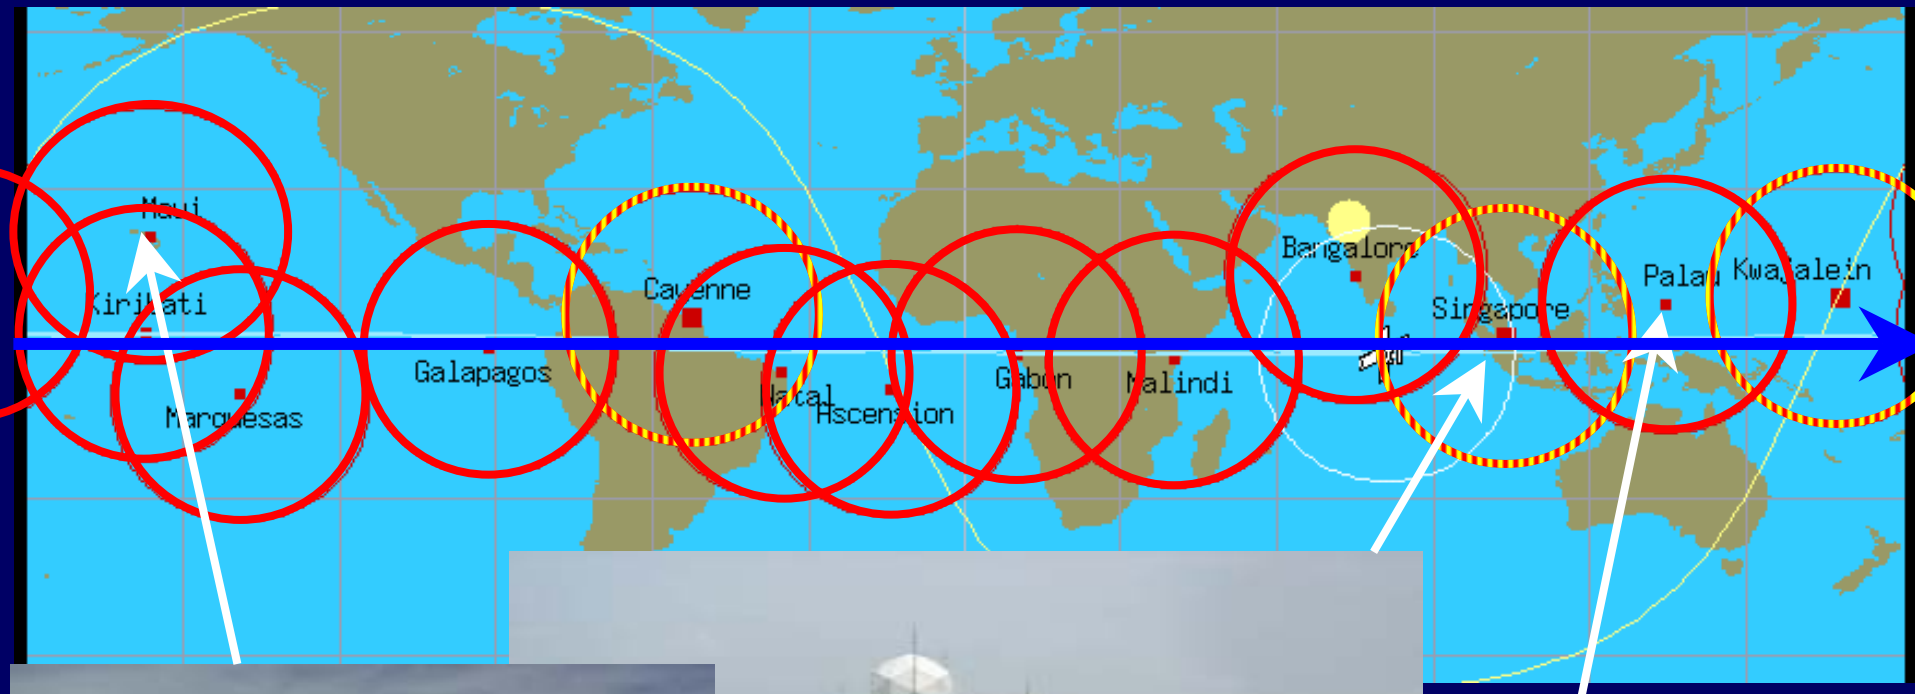 Maui
Kiribati
Marquesas
Galapagos
Cayenne
Natal
Ascension
Gabon
Malindi
Bangalore
Singapore
Palau
Kwajalein